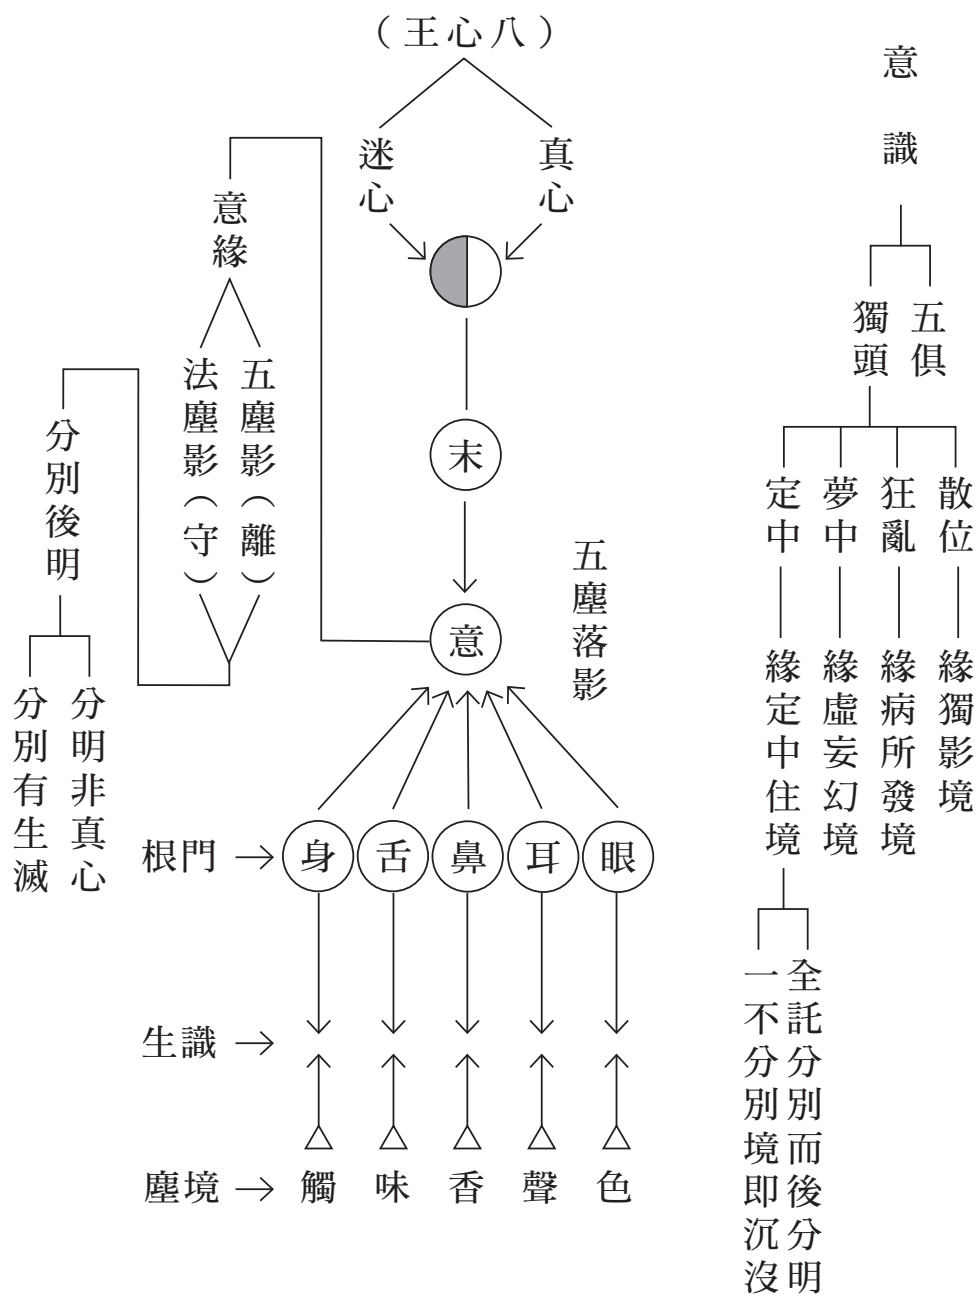 意識
五俱
獨頭
散位
狂亂
夢中
定中
緣獨影境
緣病所發境
緣虛妄幻境
緣定中住境
全託分別而後分明
一不分別境即沉沒
（王心八）
真心
迷心
末
意
五塵落影
意緣
五塵影（離）
法塵影（守）
分別後明
分明非真心
分別有生滅
根門
身
舌
鼻
耳
眼
生識
塵境
觸
味
香
聲
色